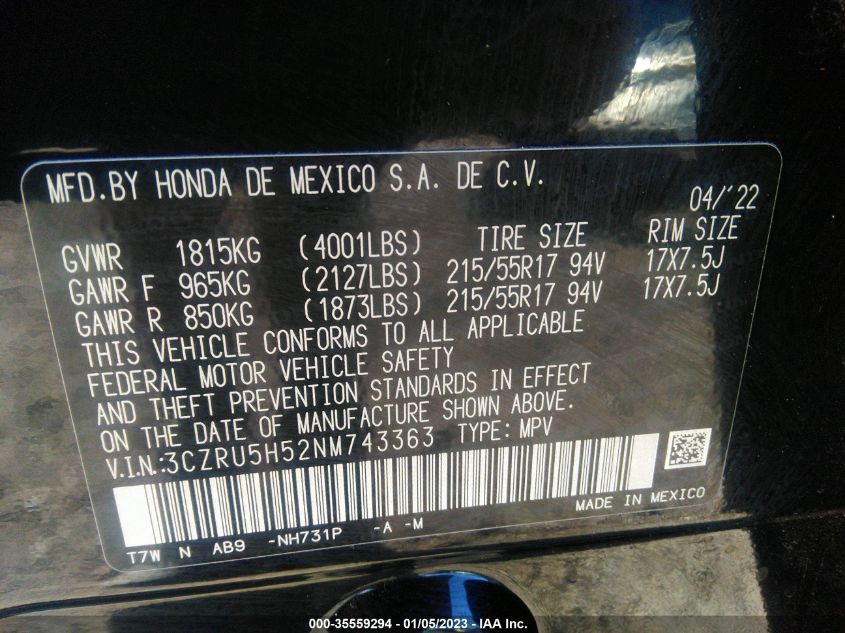 MFD.BY HONDA DE MEXICO S.A. DE C.V.
04/'22
GVWR 1815KG (4001LBS) TIRE SIZE RIM SIZE
GAWR F 965KG (2127LBS) 215/55R17 94V 17X7.5J
GAWR R 850KG (1873LBS) 215/55R17 94V 17X7.5J
THIS VEHICLE CONFORMS TO ALL APPLICABLE
FEDERAL MOTOR VEHICLE SAFETY
AND THEFT PREVENTION STANDARDS IN EFFECT
ON THE DATE OF MANUFACTURE SHOWN ABOVE.
V.I.N.:3CZRU5H52NM743363 TYPE: MPV
MADE IN MEXICO
T7W N AB9 -NH731P -A -M
000-35559294 - 01/05/2023 - IAA Inc.